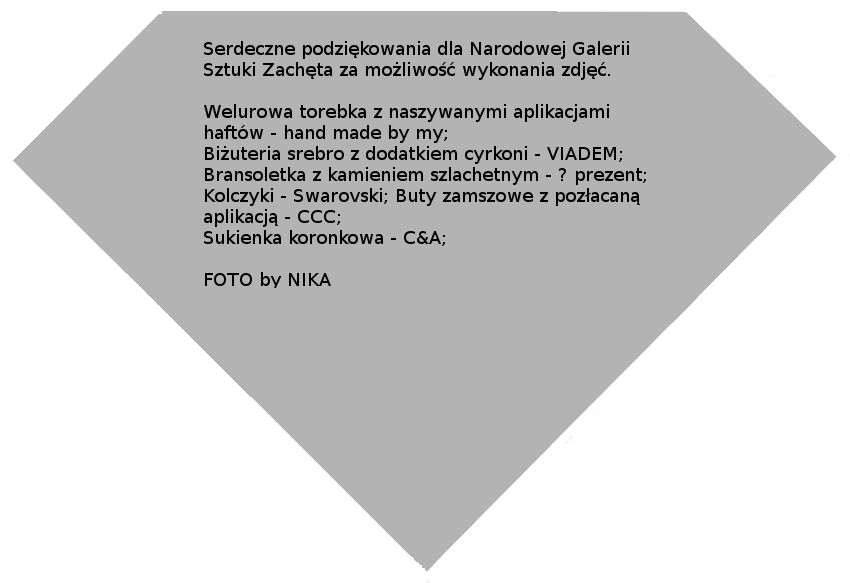 Serdeczne podziękowania dla Narodowej Galerii
Sztuki Zachęta za możliwość wykonania zdjęć.
Welurowa torebka z naszywanymi aplikacjami
haftów - hand made by my;
Biżuteria srebro z dodatkiem cyrkoni - VIADEM;
Bransoletka z kamieniem szlachetnym - ? prezent;
Kolczyki - Swarovski; Buty zamszowe z pozłacaną
aplikacją - CCC;
Sukienka koronkowa - C&A;
FOTO by NIKA